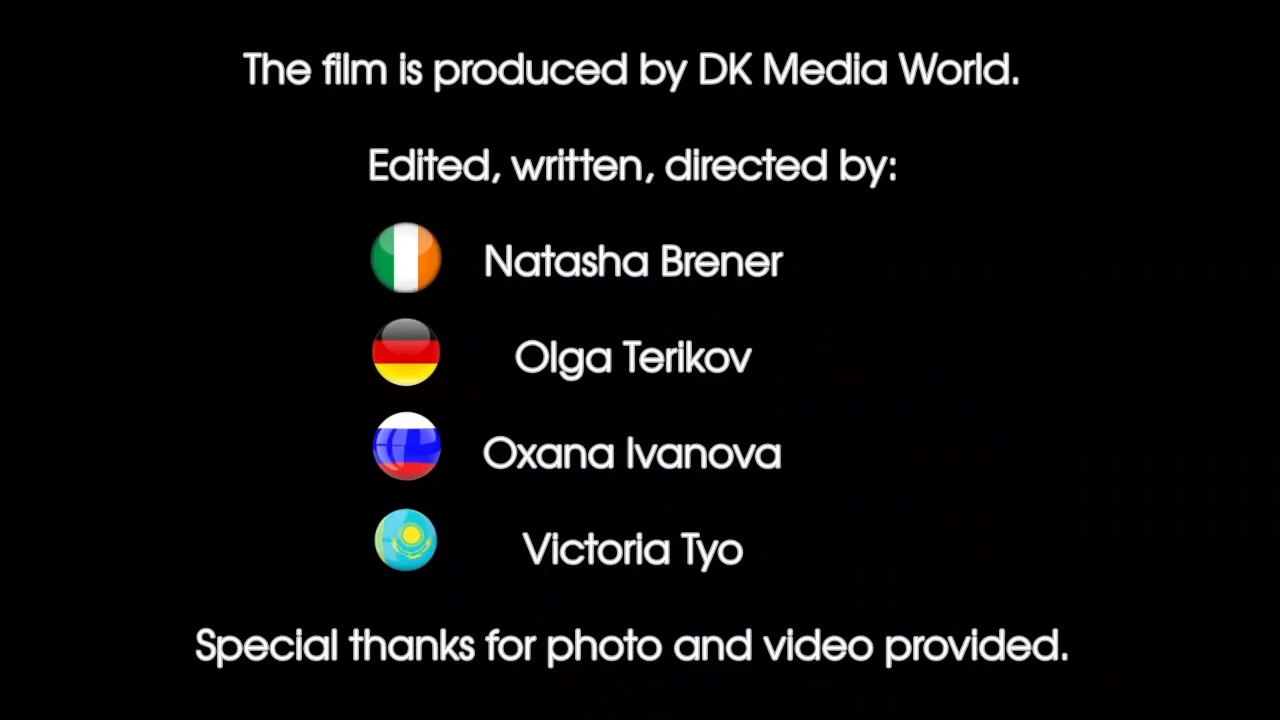 The film is produced by DK Media World.
Edited, written, directed by:
Natasha Brener
Olga Terikov
Oxana Ivanova
Victoria Tyo
Special thanks for photo and video provided.